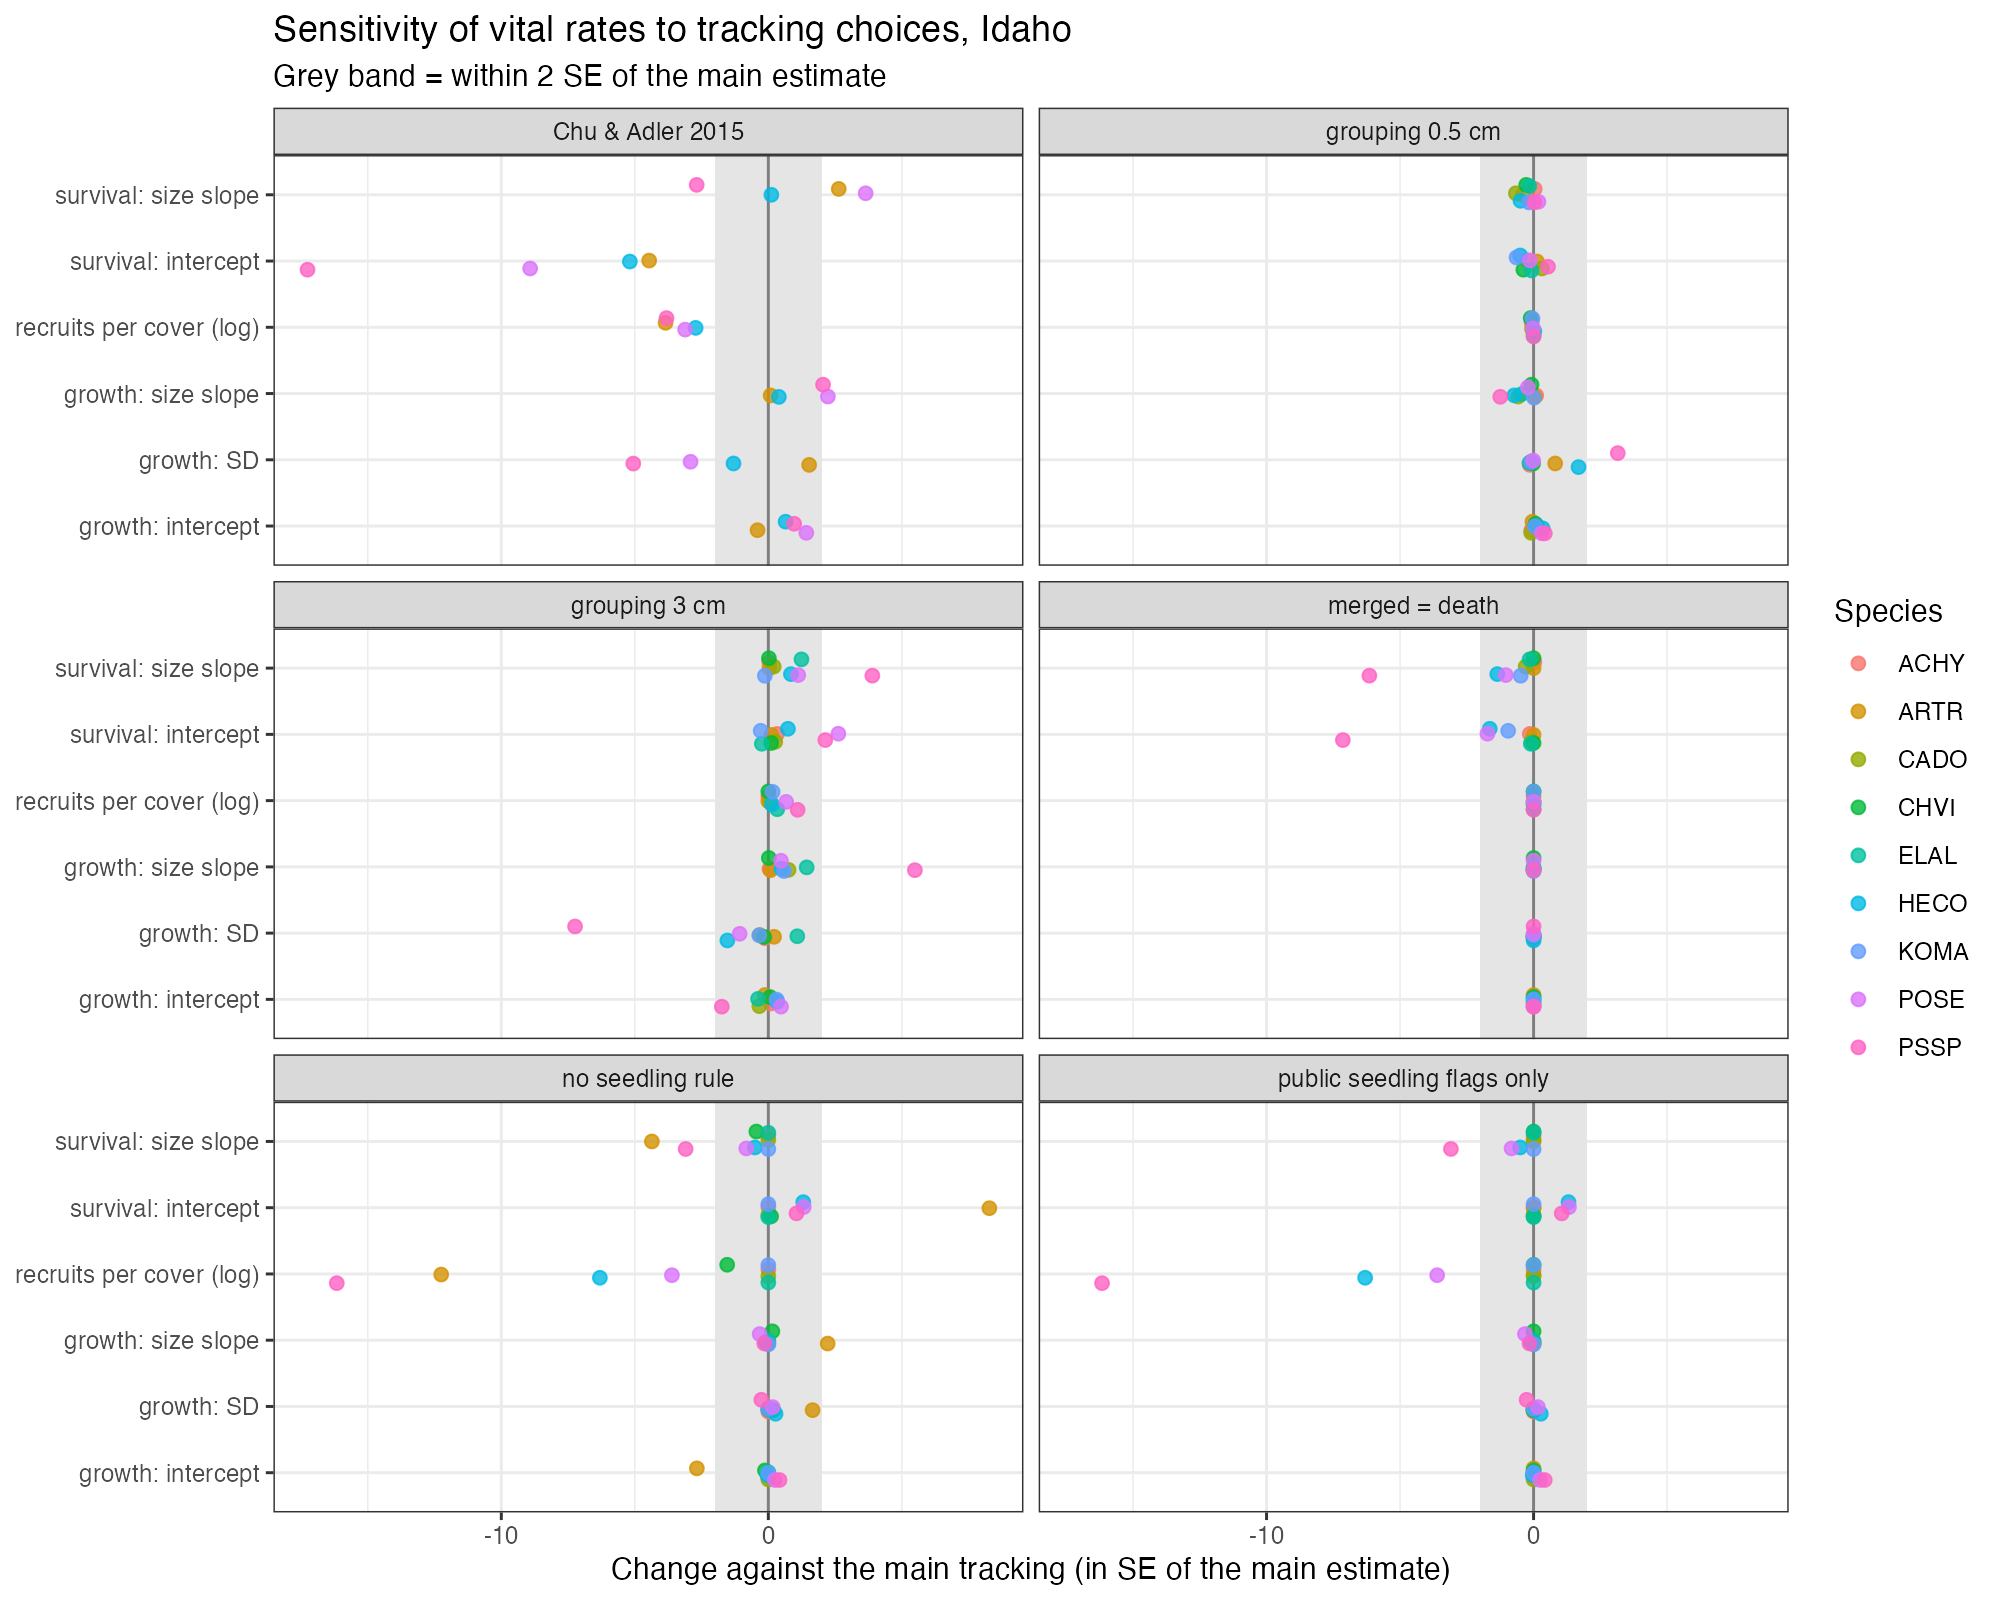 Sensitivity of vital rates to tracking choices, Idaho
Grey band = within 2 SE of the main estimate
Chu & Adler 2015
grouping 0.5 cm
survival: size slope
survival: intercept
recruits per cover (log)
growth: size slope
growth: SD
growth: intercept
grouping 3 cm
merged = death
survival: size slope
survival: intercept
recruits per cover (log)
growth: size slope
growth: SD
growth: intercept
no seedling rule
public seedling flags only
survival: size slope
survival: intercept
recruits per cover (log)
growth: size slope
growth: SD
growth: intercept
-10 0 -10 0
Change against the main tracking (in SE of the main estimate)
Species
ACHY
ARTR
CADO
CHVI
ELAL
HECO
KOMA
POSE
PSSP